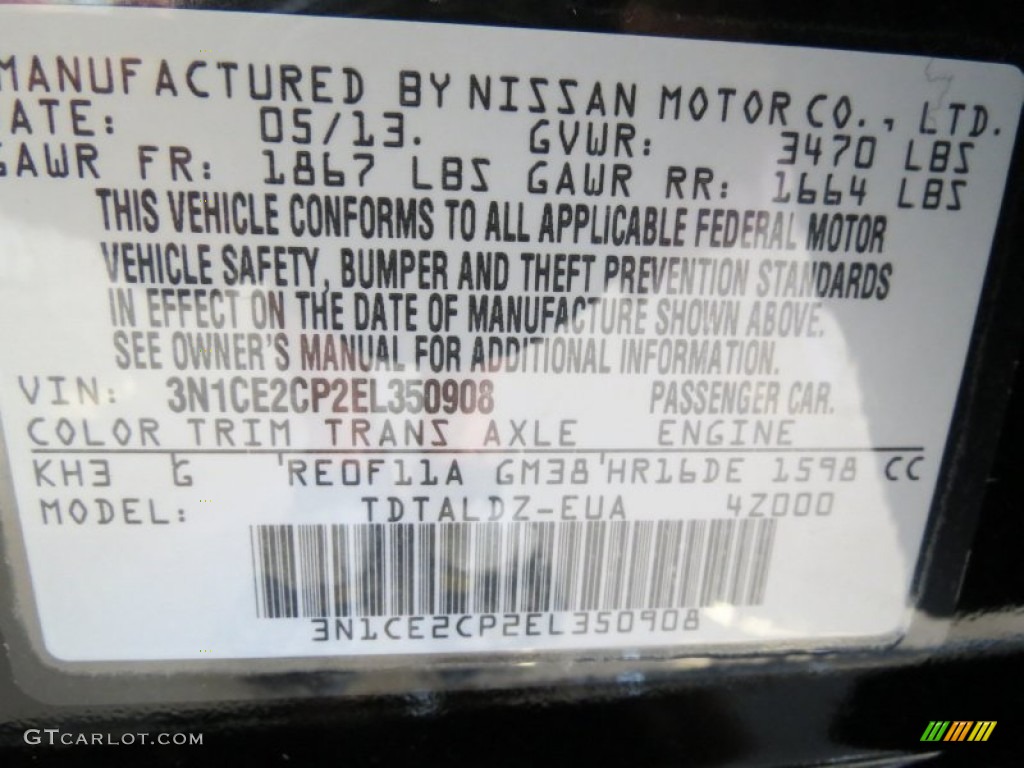 MANUFACTURED BY NISSAN MOTOR CO., LTD.
DATE: 05/13. GVWR: 3470 LBS
GAWR FR: 1867 LBS GAWR RR: 1664 LBS
THIS VEHICLE CONFORMS TO ALL APPLICABLE FEDERAL MOTOR
VEHICLE SAFETY, BUMPER AND THEFT PREVENTION STANDARDS
IN EFFECT ON THE DATE OF MANUFACTURE SHOWN ABOVE.
SEE OWNER'S MANUAL FOR ADDITIONAL INFORMATION.
VIN: 3N1CE2CP2EL350908 PASSENGER CAR.
COLOR TRIM TRANS AXLE ENGINE
KH3 G RE0F11A GM38 HR16DE 1598 CC
MODEL: TDTALDZ-EUA 4Z000
3N1CE2CP2EL350908
GTCARLOT.COM